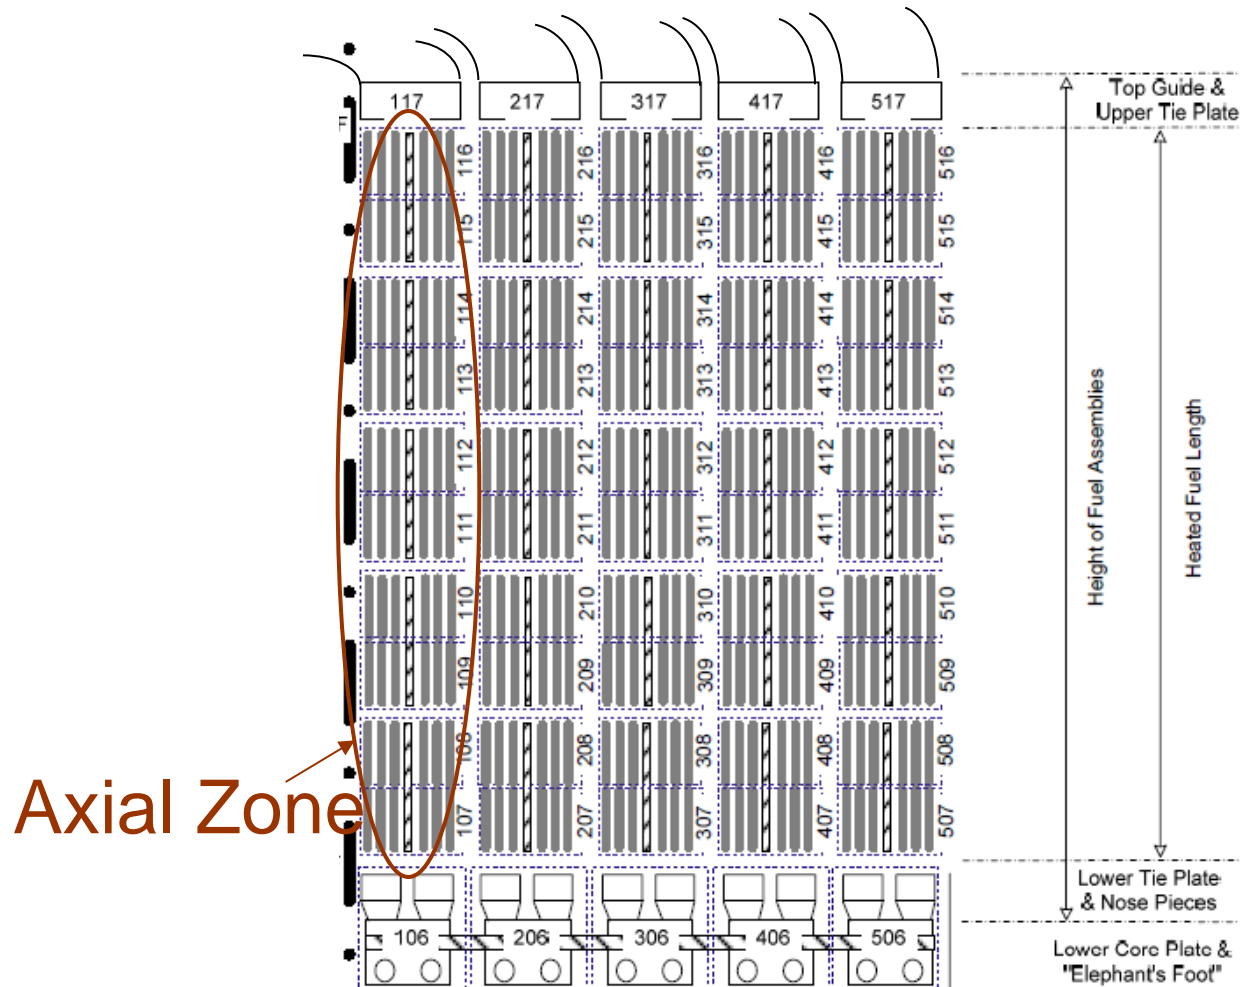 117 217 317 417 517
Top Guide &
Upper Tie Plate
F
116 216 316 416 516
115 215 315 415 515
114 214 314 414 514
113 213 313 413 513
112 212 312 412 512
111 211 311 411 511
Height of Fuel Assemblies
Heated Fuel Length
110 210 310 410 510
109 209 309 409 509
108 208 308 408 508
Axial Zone
107 207 307 407 507
Lower Tie Plate
& Nose Pieces
106 206 306 406 506
Lower Core Plate &
"Elephant's Foot"